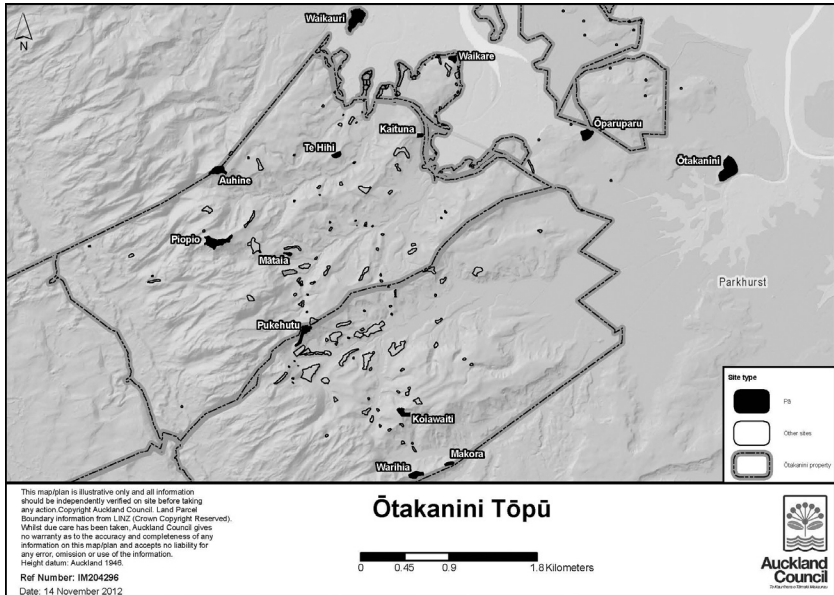 N
Waikauri
Waikare
Kaituna
Ōparuparu
Te Hihi
Ōtakanini
Auhine
Piopio
Mātaia
Parkhurst
Pukehutu
Koiawaiti
Makora
Warihia
Site type
Pā
Other sites
Ōtakanini property
This map/plan is illustrative only and all information
should be independently verified on site before taking
any action.Copyright Auckland Council. Land Parcel
Boundary information from LINZ (Crown Copyright Reserved).
Whilst due care has been taken, Auckland Council gives
no warranty as to the accuracy and completeness of any
information on this map/plan and accepts no liability for
any error, omission or use of the information.
Height datum: Auckland 1946.
Ref Number: IM204296
Date: 14 November 2012
Ōtakanini Tōpū
0 0.45 0.9 1.8 Kilometers
Auckland
Council